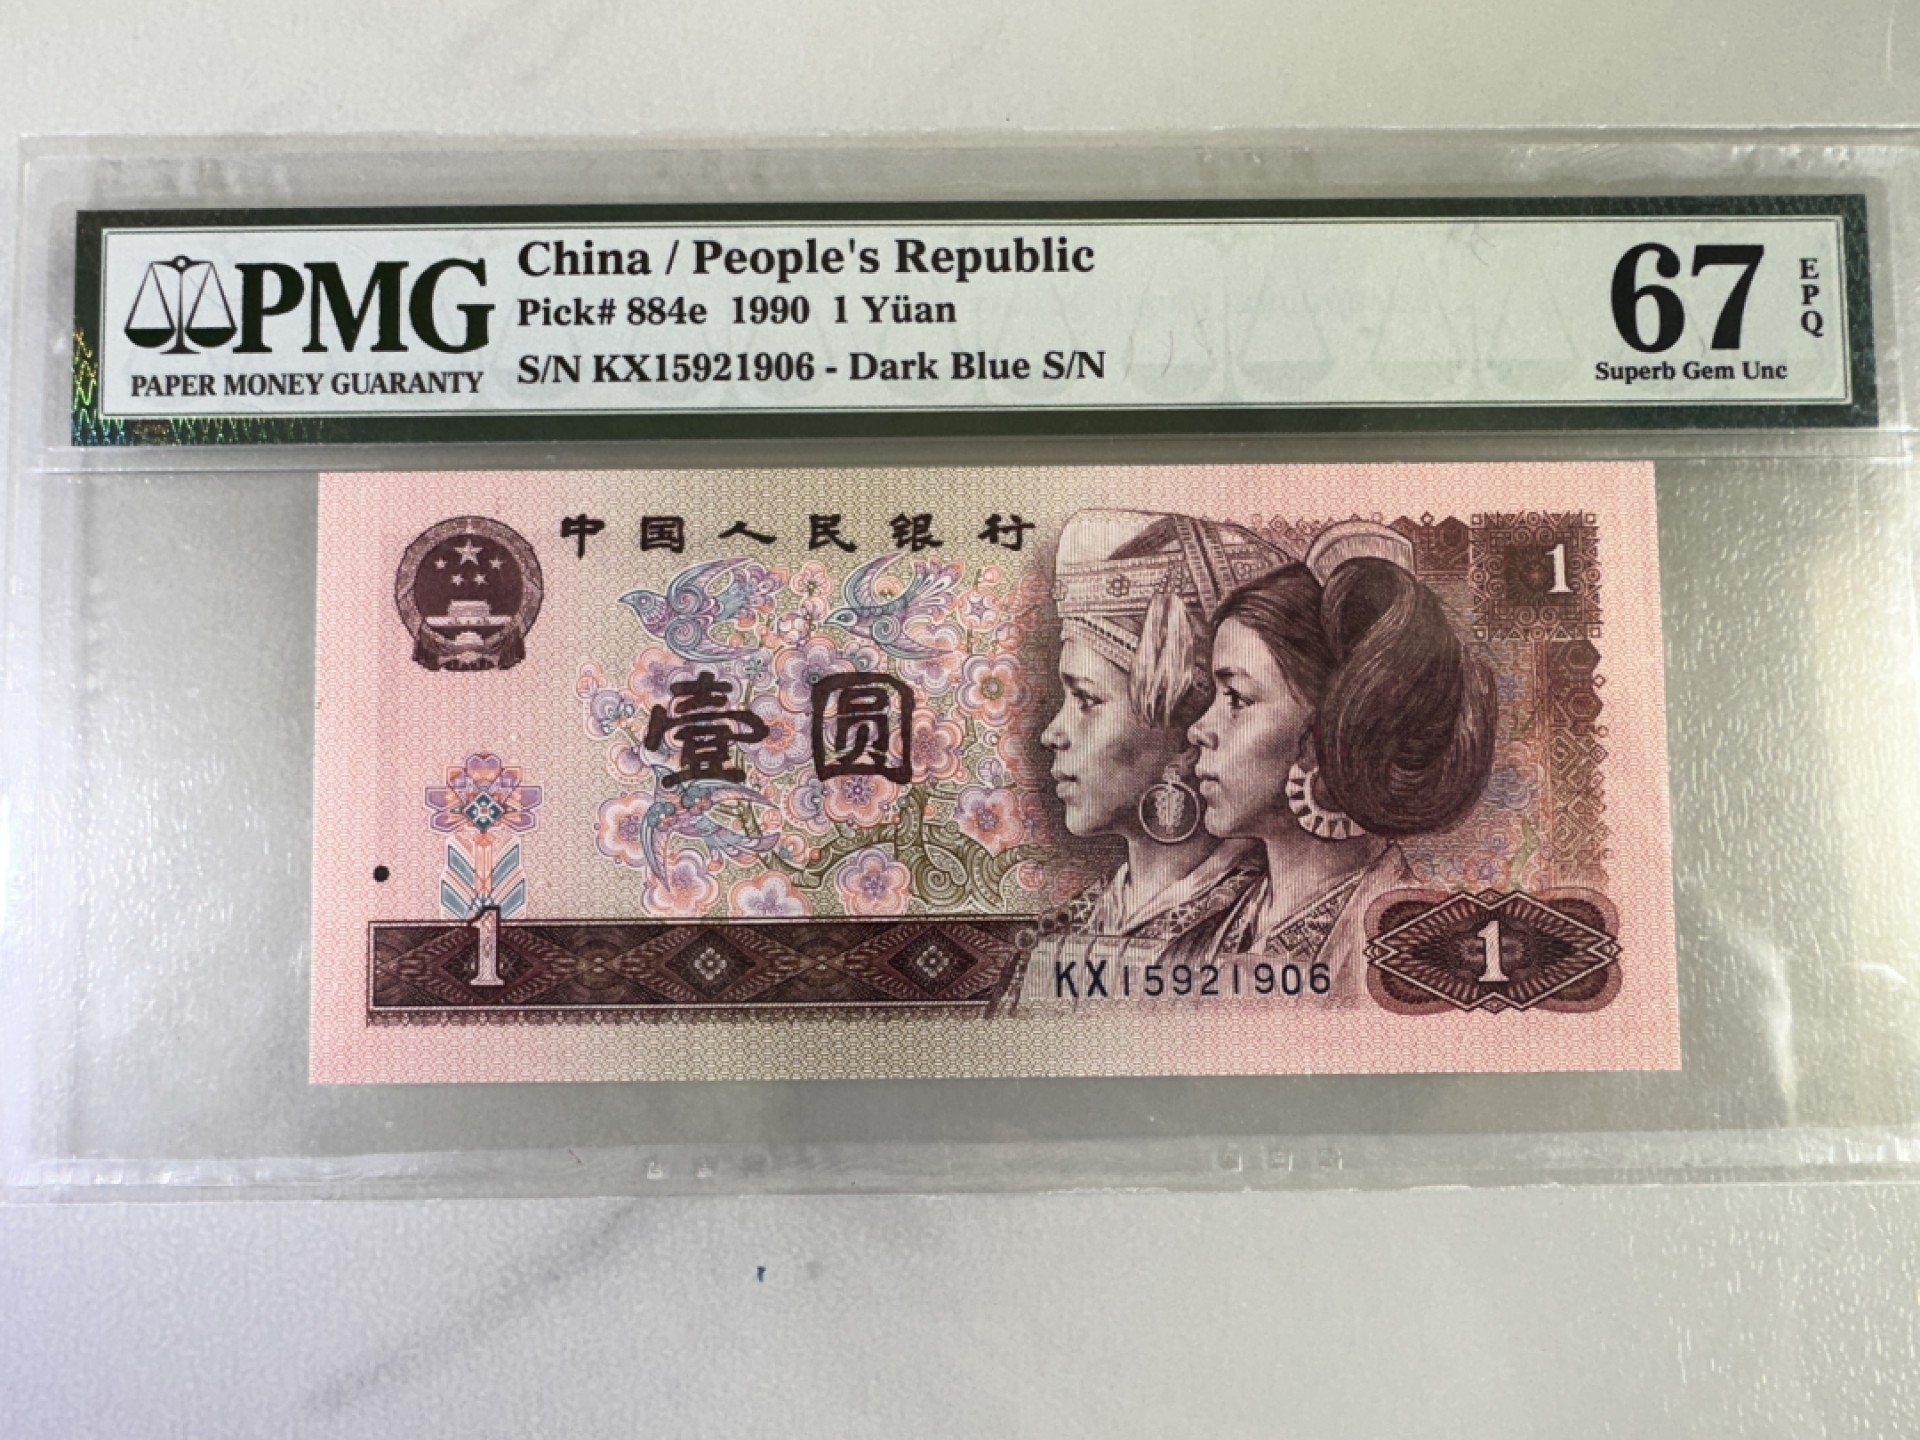 PMG
PAPER MONEY GUARANTY
China / People's Republic
Pick# 884e 1990 1 Yüan
S/N KX15921906 - Dark Blue S/N
67
EPQ
Superb Gem Unc
中国人民银行
1
壹圆
1
KX15921906
1